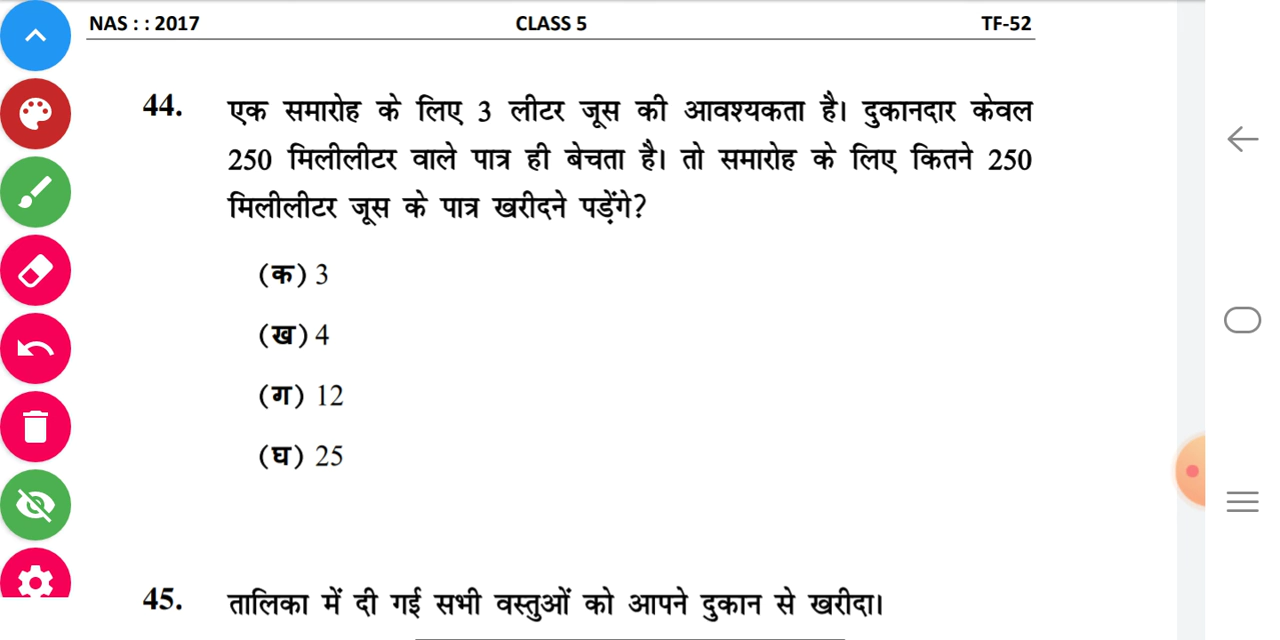 NAS : : 2017 CLASS 5 TF-52
44. एक समारोह के लिए 3 लीटर जूस की आवश्यकता है। दुकानदार केवल
250 मिलीलीटर वाले पात्र ही बेचता है। तो समारोह के लिए कितने 250
मिलीलीटर जूस के पात्र खरीदने पड़ेंगे?
(क) 3
(ख) 4
(ग) 12
(घ) 25
45. तालिका में दी गई सभी वस्तुओं को आपने दुकान से खरीदा।